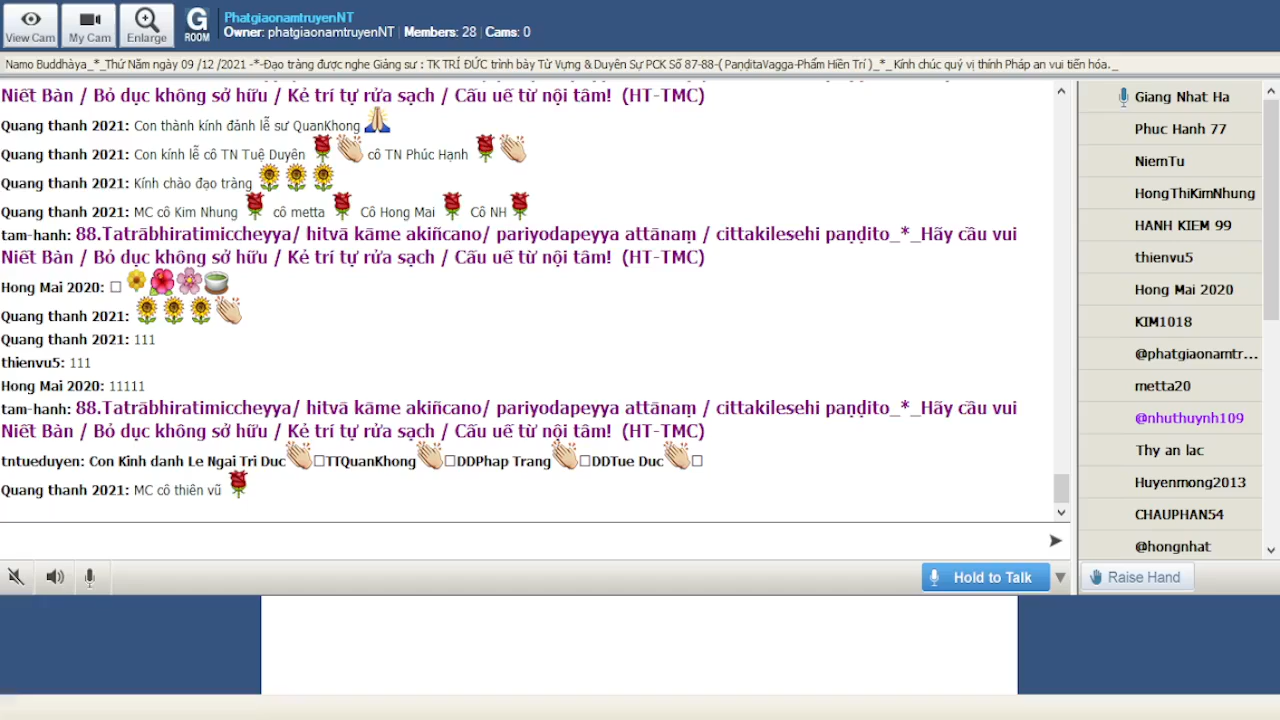 View Cam
My Cam
Enlarge
G
ROOM
PhatgiaonamtruyenNT
Owner: phatgiaonamtruyenNT | Members: 28 | Cams: 0
Namo Buddhàya_*_Thứ Năm ngày 09 /12 /2021 -*-Đạo tràng được nghe Giảng sư : TK TRÍ ĐỨC trình bày Từ Vựng & Duyên Sự PCK Số 87-88-( PaṇḍitaVagga-Phẩm Hiền Trí )_*_ Kính chúc quý vị thính Pháp an vui tiến hóa._
Niết Bàn / Bỏ dục không sở hữu / Kẻ trí tự rửa sạch / Cấu uế từ nội tâm! (HT-TMC)
Quang thanh 2021: Con thành kính đảnh lễ sư QuanKhong
Quang thanh 2021: Con kính lễ cô TN Tuệ Duyên cô TN Phúc Hạnh
Quang thanh 2021: Kính chào đạo tràng
Quang thanh 2021: MC cô Kim Nhung cô metta Cô Hong Mai Cô NH
tam-hanh: 88.Tatrābhiratimiccheyya/ hitvā kāme akiñcano/ pariyodapeyya attānaṃ / cittakilesehi paṇḍito_*_Hãy cầu vui
Niết Bàn / Bỏ dục không sở hữu / Kẻ trí tự rửa sạch / Cấu uế từ nội tâm! (HT-TMC)
Hong Mai 2020:
Quang thanh 2021:
Quang thanh 2021: 111
thienvu5: 111
Hong Mai 2020: 11111
tam-hanh: 88.Tatrābhiratimiccheyya/ hitvā kāme akiñcano/ pariyodapeyya attānaṃ / cittakilesehi paṇḍito_*_Hãy cầu vui
Niết Bàn / Bỏ dục không sở hữu / Kẻ trí tự rửa sạch / Cấu uế từ nội tâm! (HT-TMC)
tntueduyen: Con Kinh danh Le Ngai Tri Duc TTQuanKhong DDPhap Trang DDTue Duc
Quang thanh 2021: MC cô thiên vũ
Hold to Talk
Giang Nhat Ha
Phuc Hanh 77
NiemTu
HongThiKimNhung
HANH KIEM 99
thienvu5
Hong Mai 2020
KIM1018
@phatgiaonamtr...
metta20
@nhuthuynh109
Thy an lac
Huyenmong2013
CHAUPHAN54
@hongnhat
Raise Hand